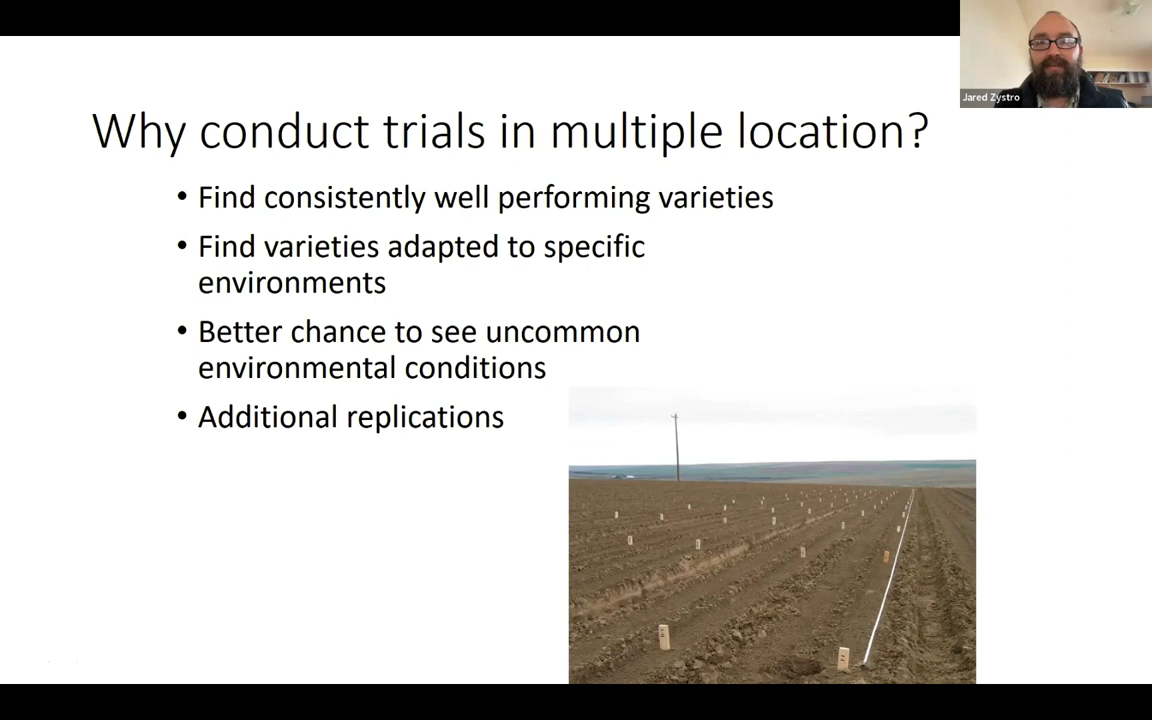 Jared Zystro
Why conduct trials in multiple location?
• Find consistently well performing varieties
• Find varieties adapted to specific
environments
• Better chance to see uncommon
environmental conditions
• Additional replications